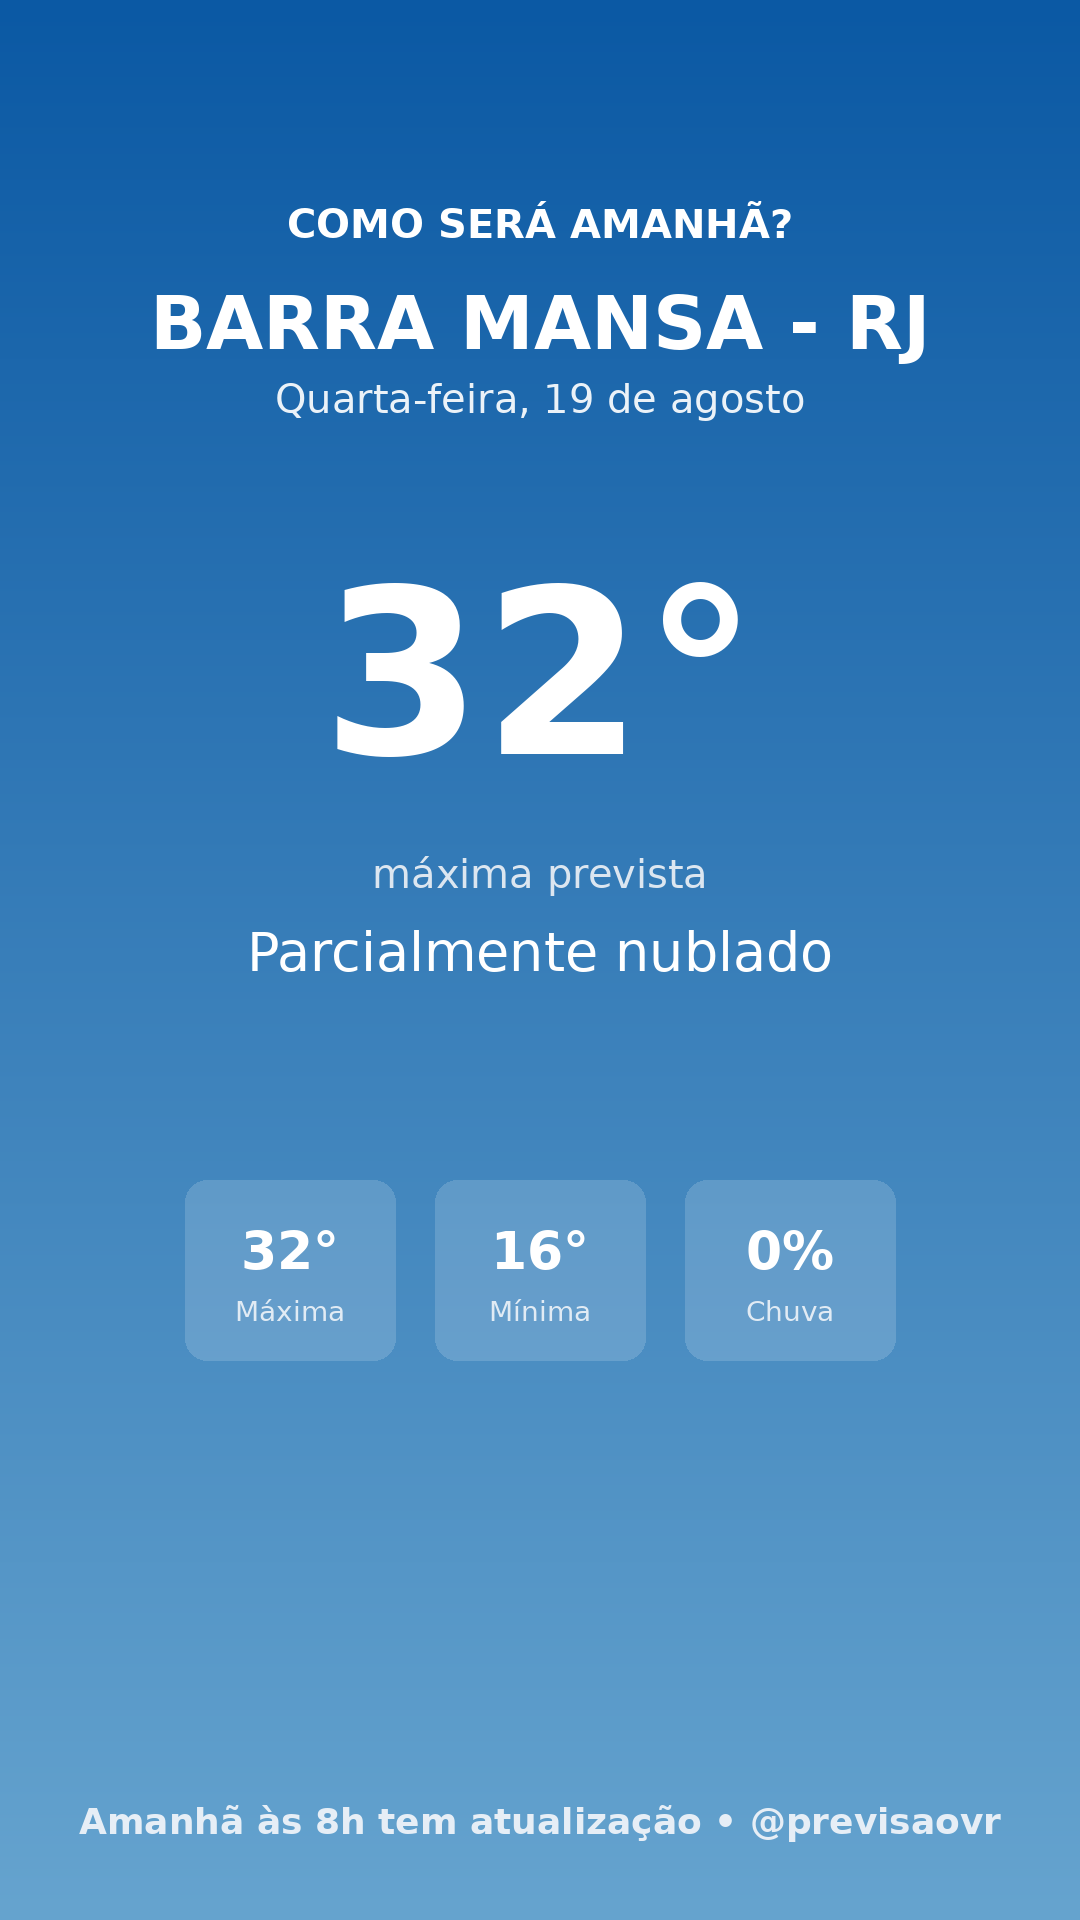 COMO SERÁ AMANHÃ?
BARRA MANSA - RJ
Quarta-feira, 19 de agosto
32°
máxima prevista
Parcialmente nublado
32° 16° 0%
Máxima Mínima Chuva
Amanhã às 8h tem atualização • @previsaovr